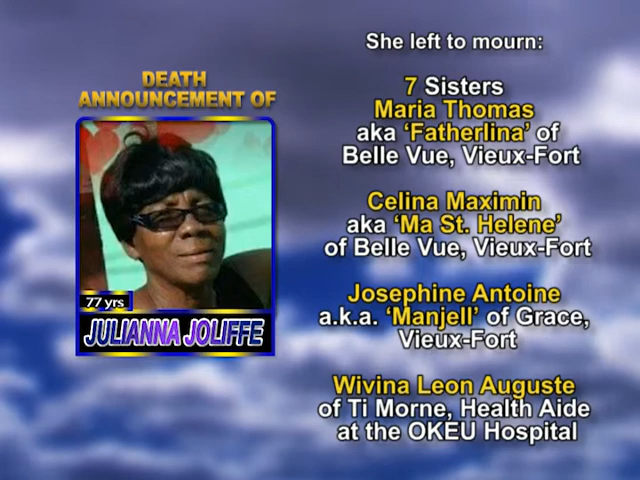 DEATH
ANNOUNCEMENT OF
77 yrs
JULIANNA JOLIFFE
She left to mourn:
7 Sisters
Maria Thomas
aka ‘Fatherlina’ of
Belle Vue, Vieux-Fort
Celina Maximin
aka ‘Ma St. Helene’
of Belle Vue, Vieux-Fort
Josephine Antoine
a.k.a. ‘Manjell’ of Grace,
Vieux-Fort
Wivina Leon Auguste
of Ti Morne, Health Aide
at the OKEU Hospital